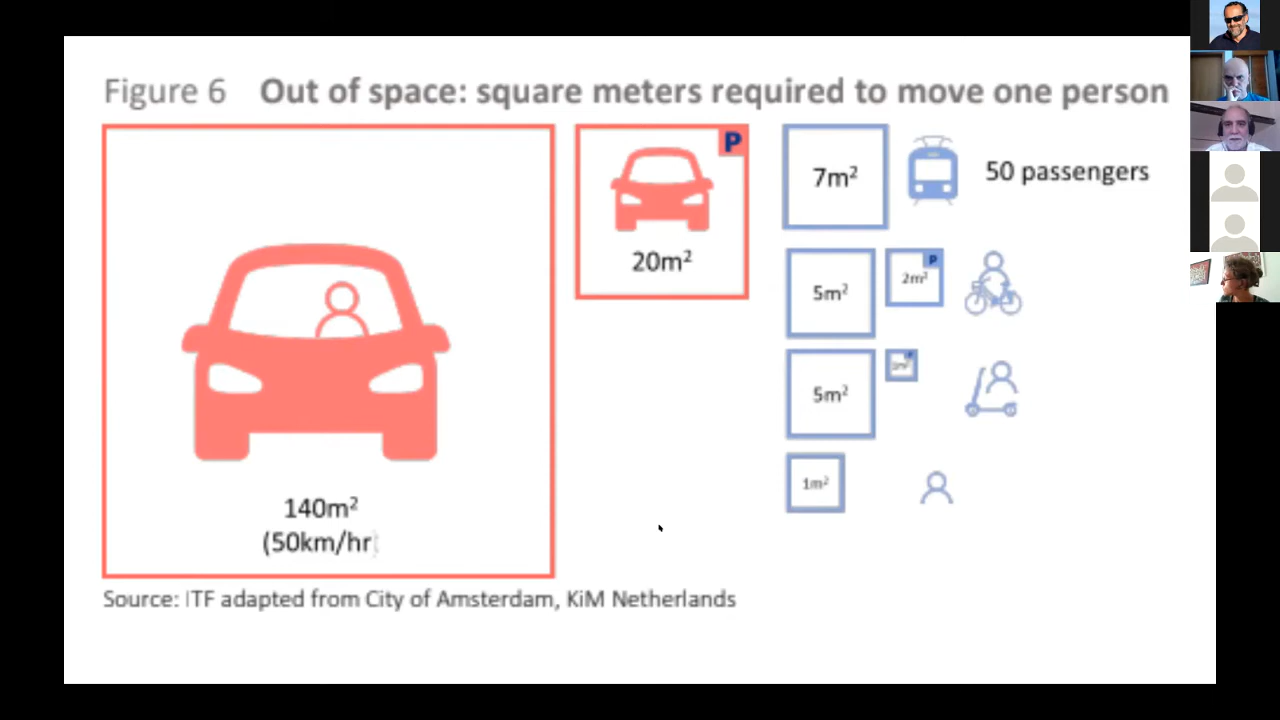 Figure 6 Out of space: square meters required to move one person
P
20m²
7m²
50 passengers
5m²
P
2m²
5m²
1m²
140m²
(50km/hr)
Source: ITF adapted from City of Amsterdam, KiM Netherlands